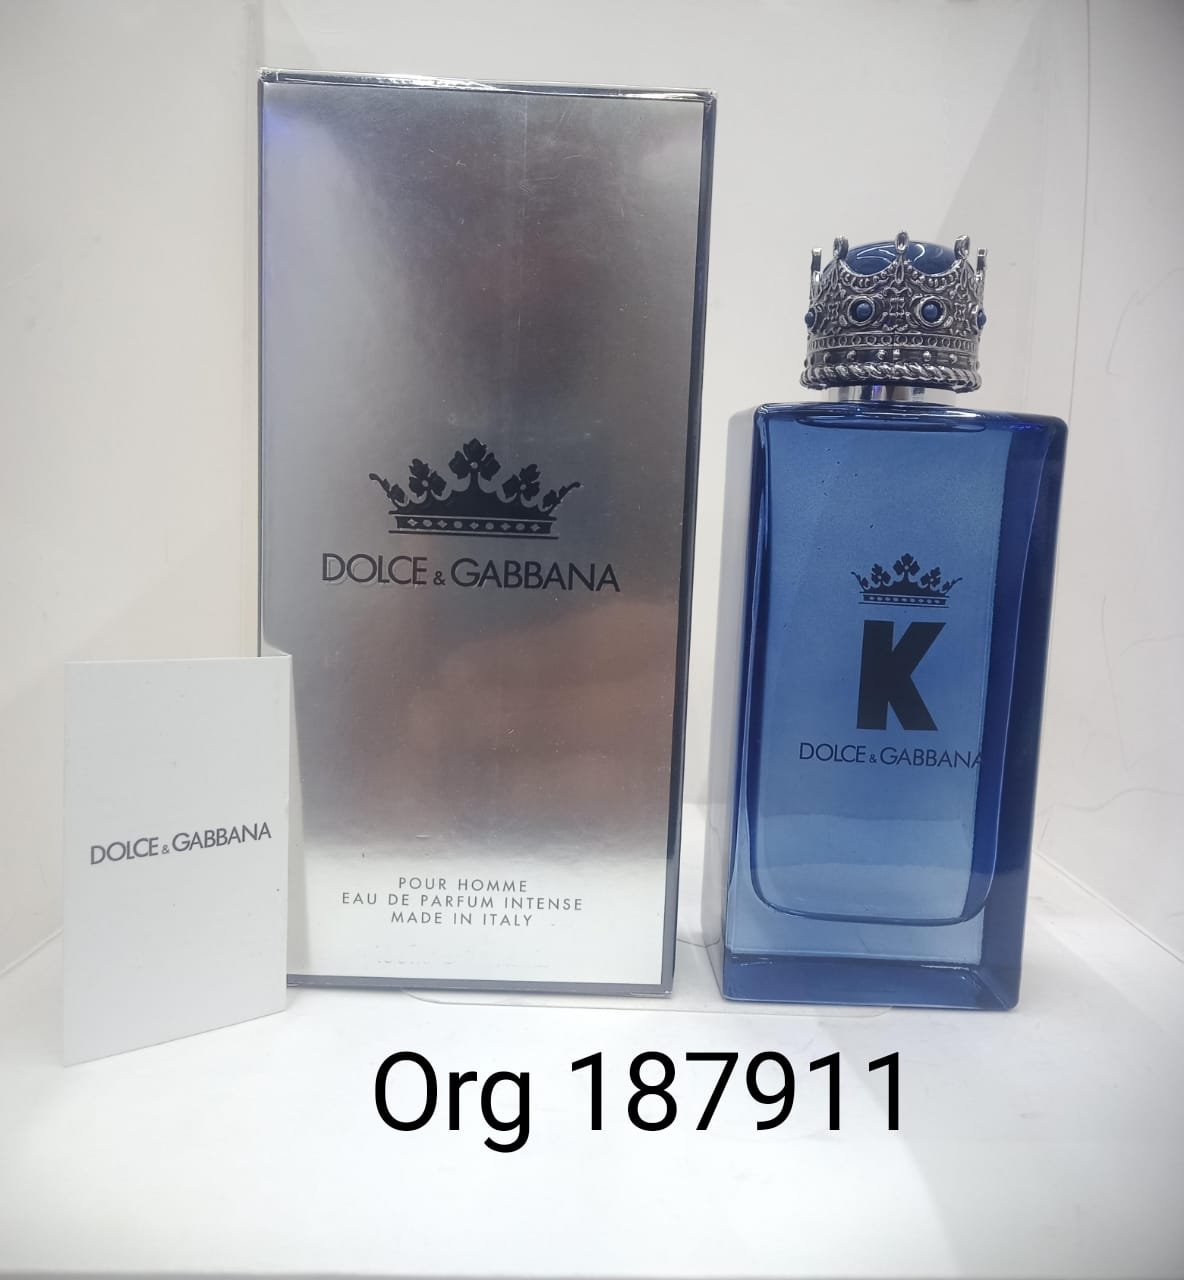 DOLCE & GABBANA
POUR HOMME
EAU DE PARFUM INTENSE
MADE IN ITALY
K
DOLCE & GABBANA
DOLCE & GABBANA
Org 187911